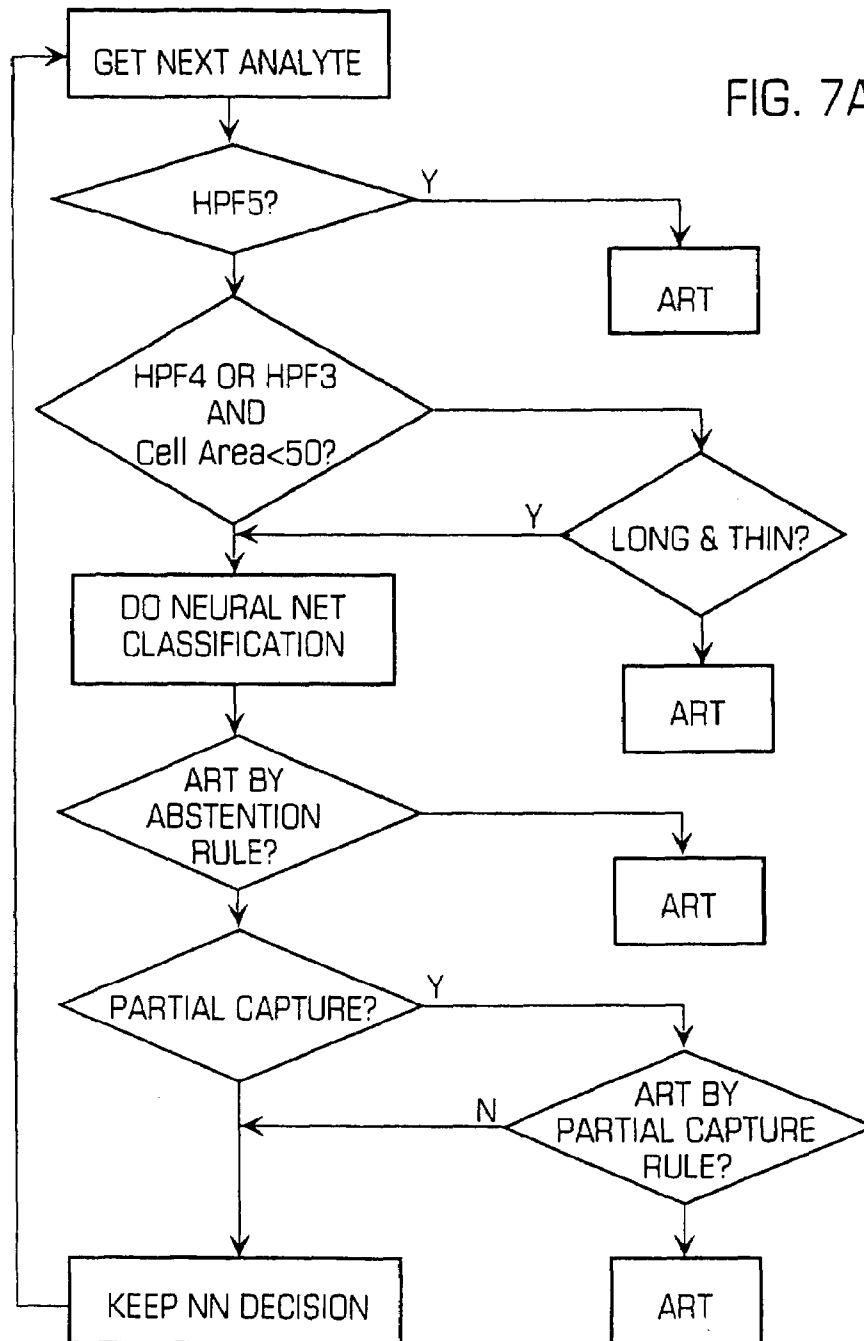 GET NEXT ANALYTE
FIG. 7A
HPF5?
Y
ART
HPF4 OR HPF3
AND
Cell Area<50?
Y
LONG & THIN?
DO NEURAL NET
CLASSIFICATION
ART
ART BY
ABSTENTION
RULE?
ART
PARTIAL CAPTURE?
Y
ART BY
PARTIAL CAPTURE
RULE?
N
KEEP NN DECISION
ART